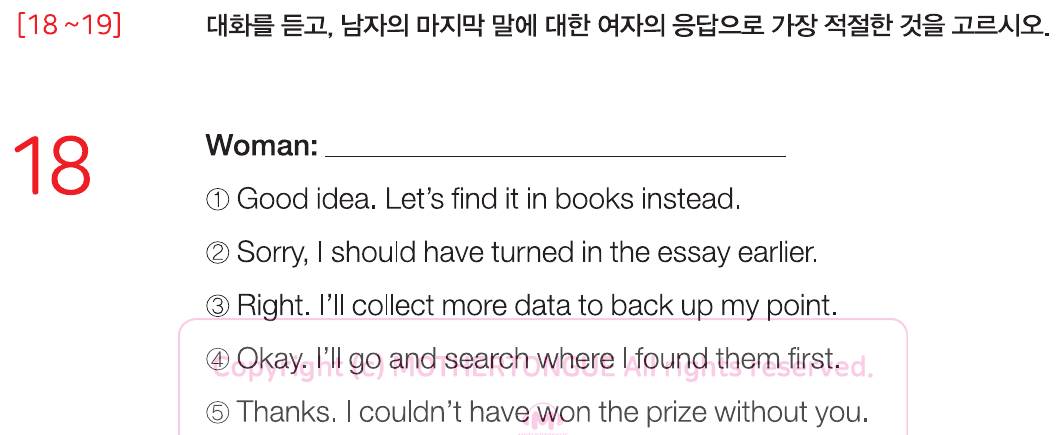 [18~19] 대화를 듣고, 남자의 마지막 말에 대한 여자의 응답으로 가장 적절한 것을 고르시오.
18
Woman:
① Good idea. Let’s find it in books instead.
② Sorry, I should have turned in the essay earlier.
③ Right. I’ll collect more data to back up my point.
④ Okay. I’ll go and search where I found them first.
Copyright (c) MOTHERTONGUE All rights reserved.
⑤ Thanks. I couldn’t have won the prize without you.